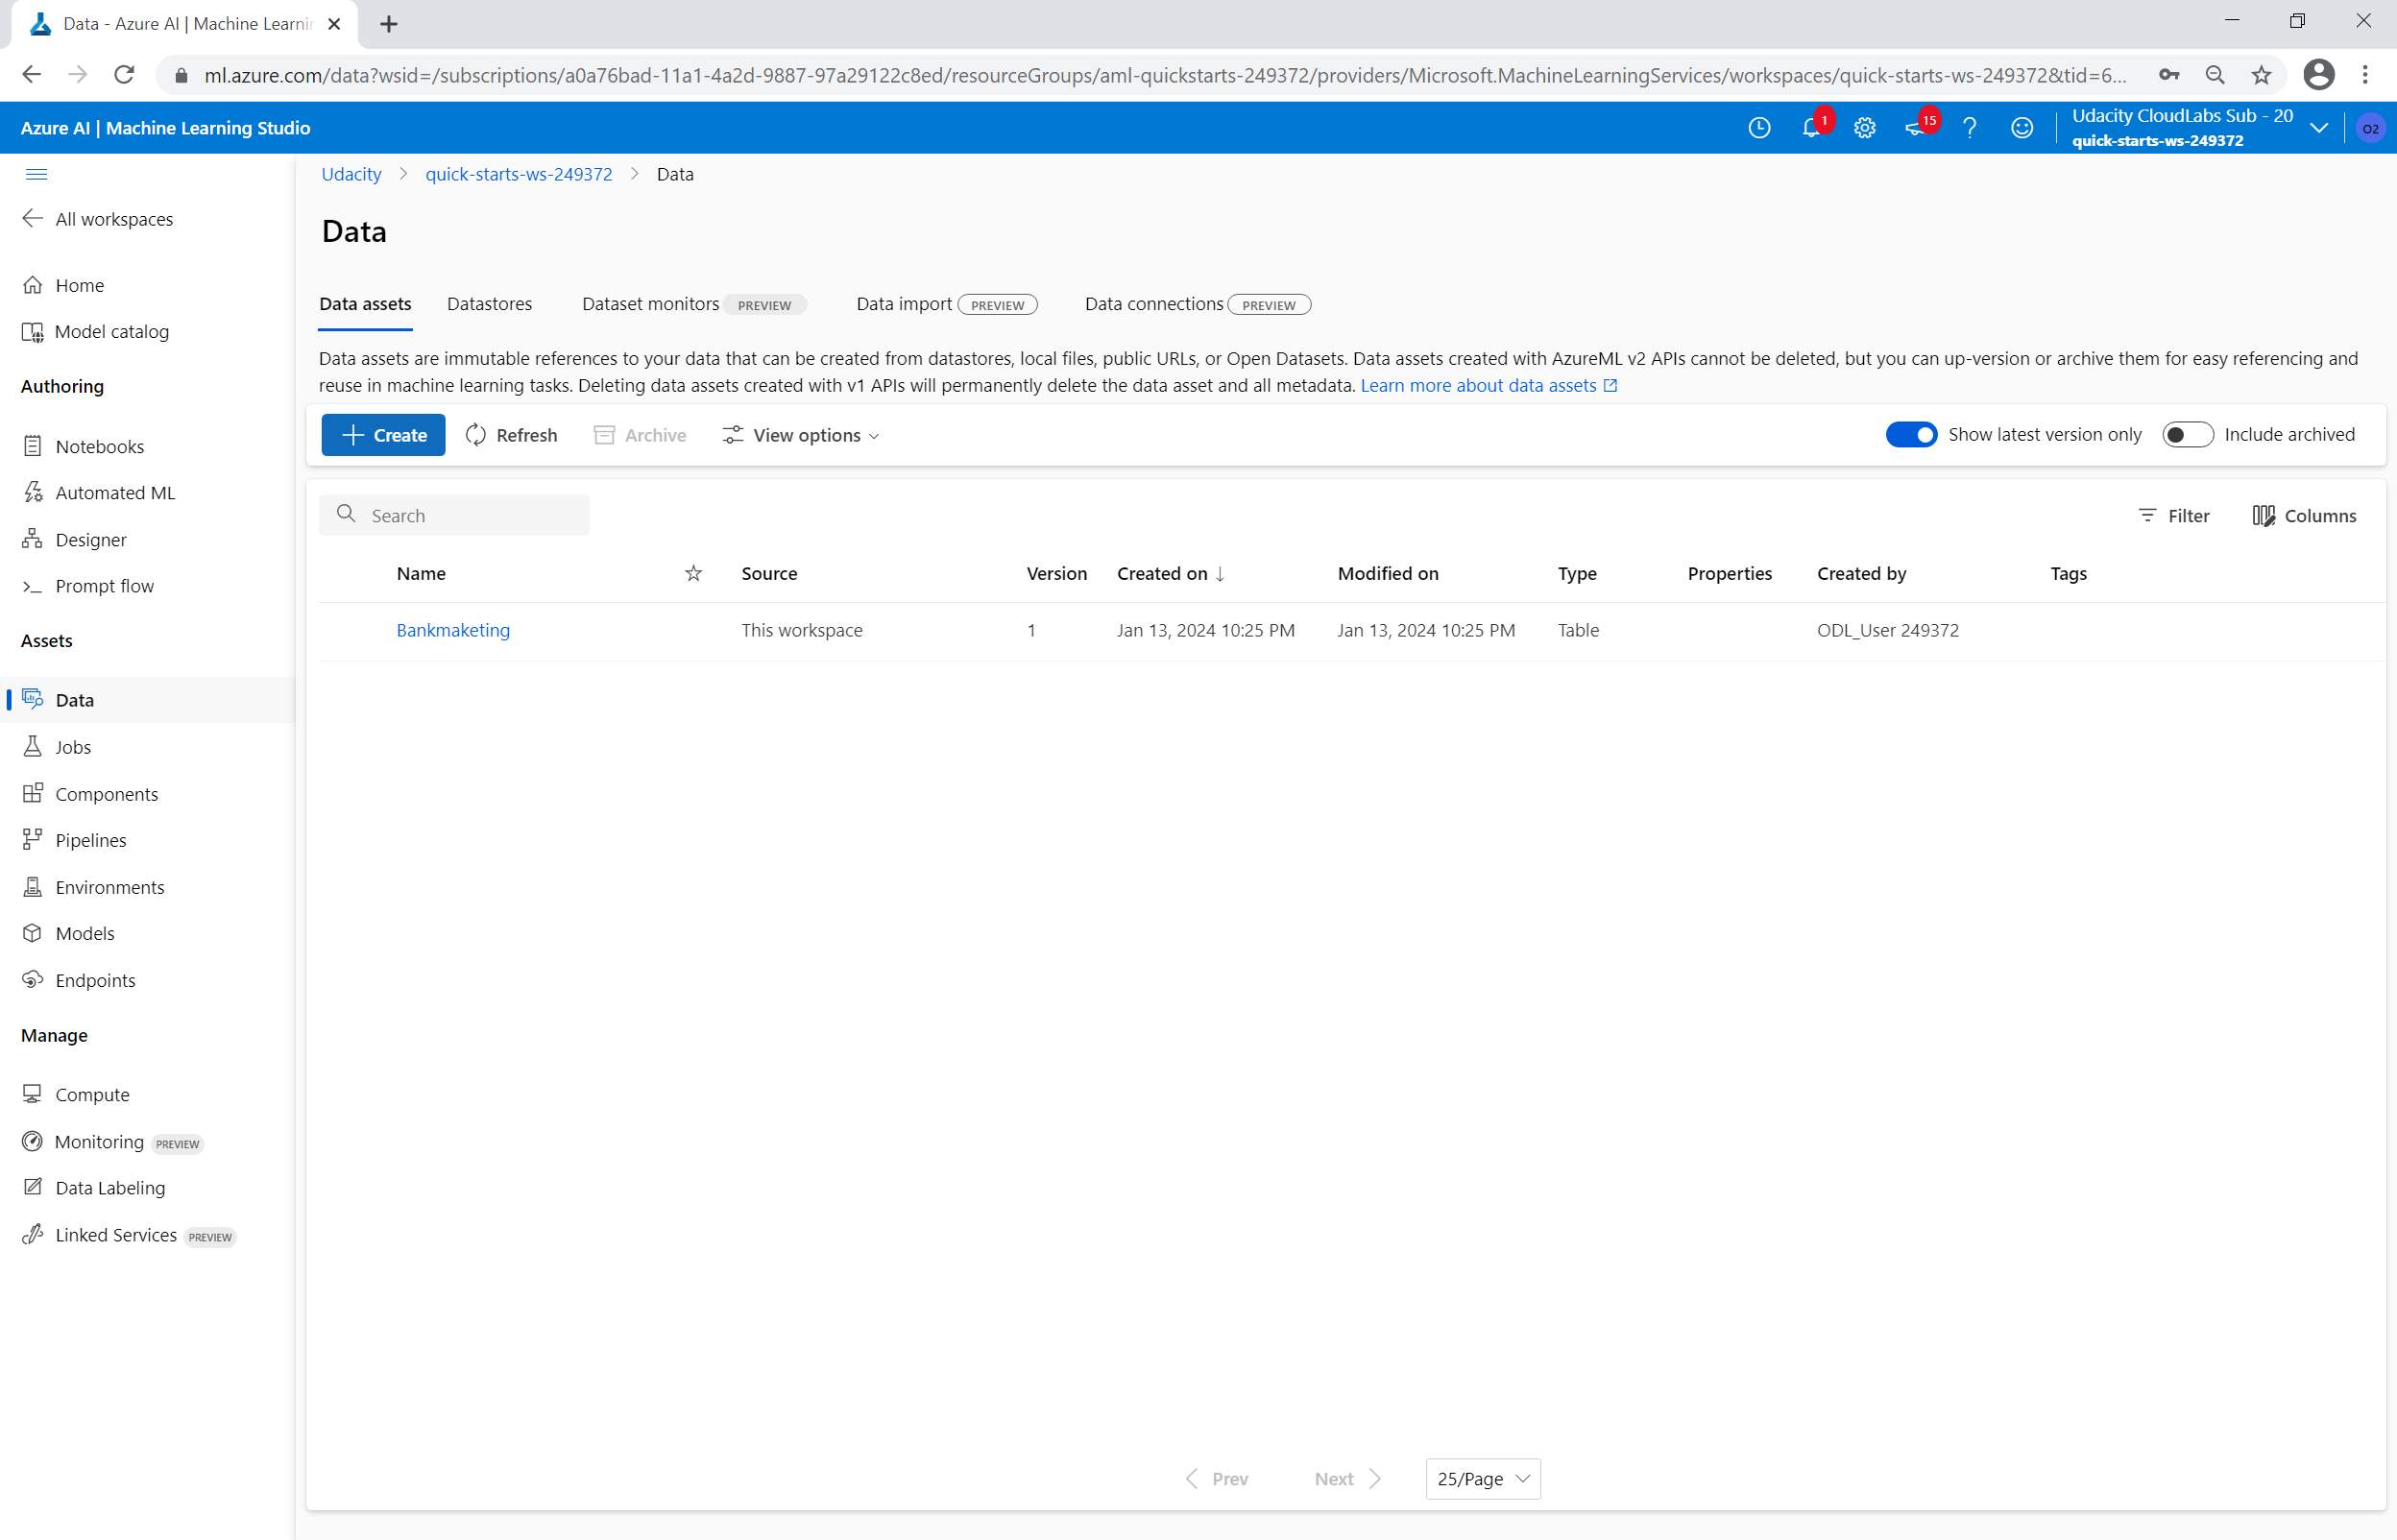 Data - Azure AI | Machine Learnin
ml.azure.com/data?wsid=/subscriptions/a0a76bad-11a1-4a2d-9887-97a29122c8ed/resourceGroups/aml-quickstarts-249372/providers/Microsoft.MachineLearningServices/workspaces/quick-starts-ws-249372&tid=6...
Azure AI | Machine Learning Studio
1
15
Udacity CloudLabs Sub - 20
quick-starts-ws-249372
O2
All workspaces
Home
Model catalog
Authoring
Notebooks
Automated ML
Designer
Prompt flow
Assets
Data
Jobs
Components
Pipelines
Environments
Models
Endpoints
Manage
Compute
Monitoring PREVIEW
Data Labeling
Linked Services PREVIEW
Udacity > quick-starts-ws-249372 > Data
Data
Data assets Datastores Dataset monitors PREVIEW Data import PREVIEW Data connections PREVIEW
Data assets are immutable references to your data that can be created from datastores, local files, public URLs, or Open Datasets. Data assets created with AzureML v2 APIs cannot be deleted, but you can up-version or archive them for easy referencing and
reuse in machine learning tasks. Deleting data assets created with v1 APIs will permanently delete the data asset and all metadata. Learn more about data assets
Create Refresh Archive View options Show latest version only Include archived
Search Filter Columns
Name Source Version Created on ↓ Modified on Type Properties Created by Tags
Bankmaketing This workspace 1 Jan 13, 2024 10:25 PM Jan 13, 2024 10:25 PM Table ODL_User 249372
Prev Next 25/Page